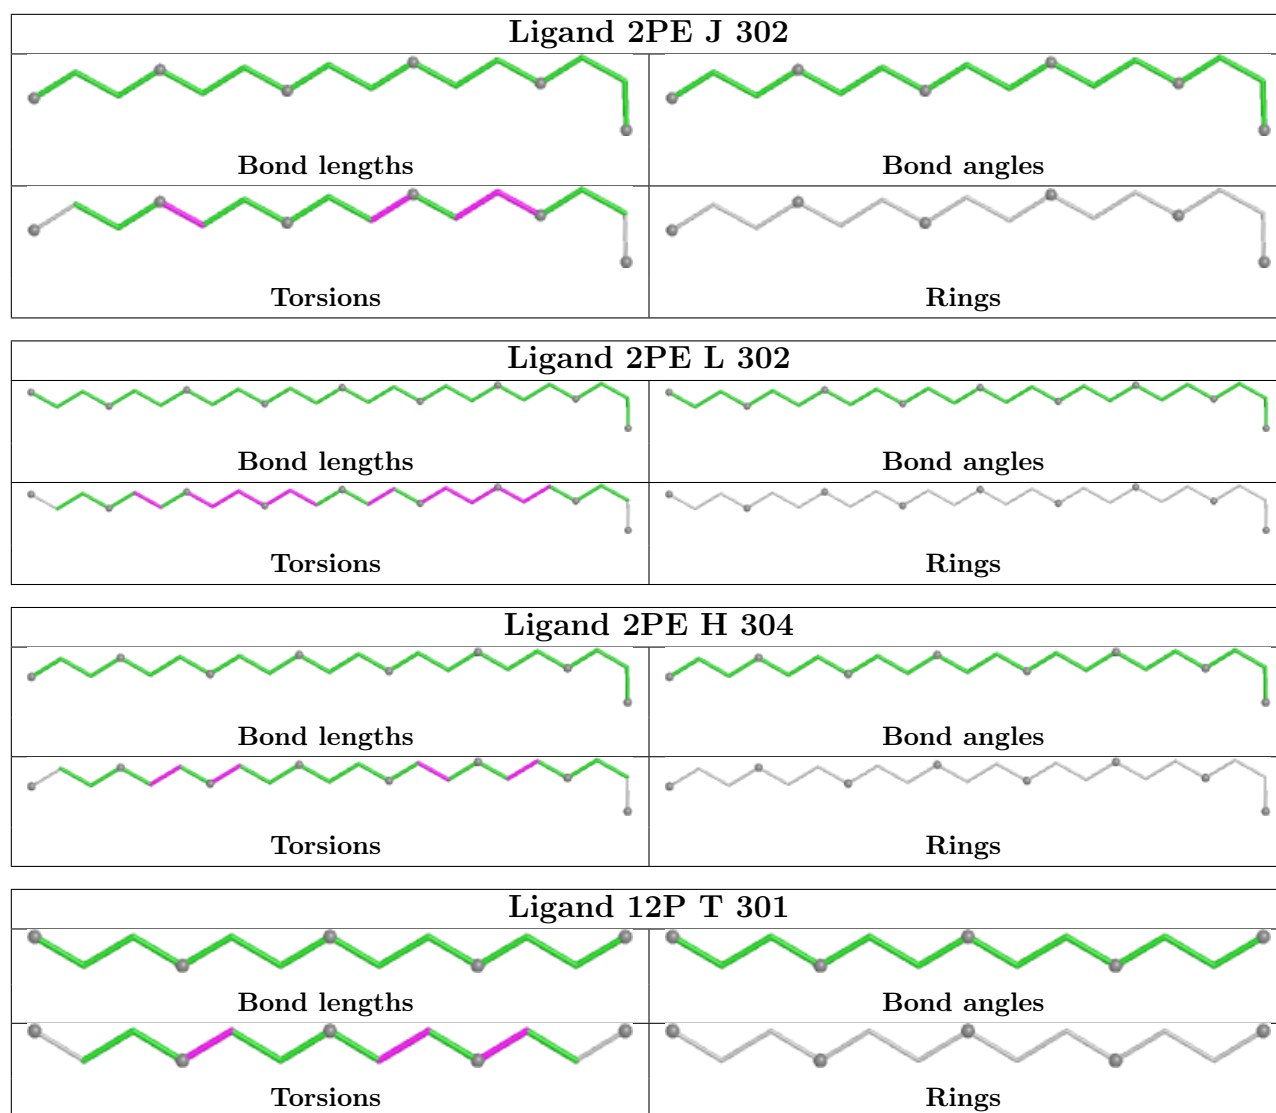 Ligand 2PE J 302
Bond lengths Bond angles
Torsions Rings
Ligand 2PE L 302
Bond lengths Bond angles
Torsions Rings
Ligand 2PE H 304
Bond lengths Bond angles
Torsions Rings
Ligand 12P T 301
Bond lengths Bond angles
Torsions Rings